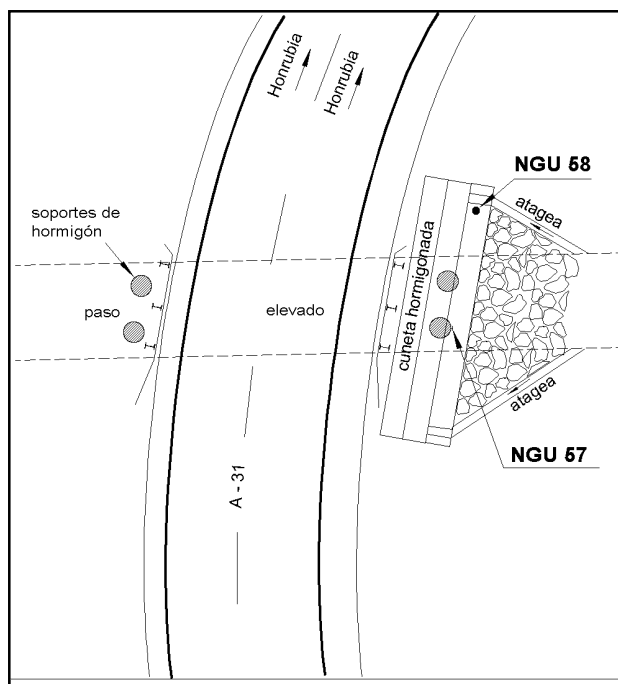 Honrubia
Honrubia
NGU 58
atagea
soportes de
hormigón
paso
elevado
cuneta hormigonada
atagea
NGU 57
A - 31